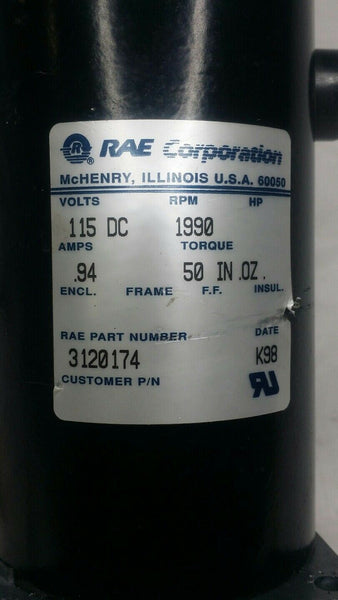 R ® RAE Corporation
McHENRY, ILLINOIS U.S.A. 60050
VOLTS RPM HP
115 DC 1990
AMPS TORQUE
.94 50 IN.OZ.
ENCL. FRAME F.F. INSUL.
RAE PART NUMBER DATE
3120174 K98
CUSTOMER P/N RU